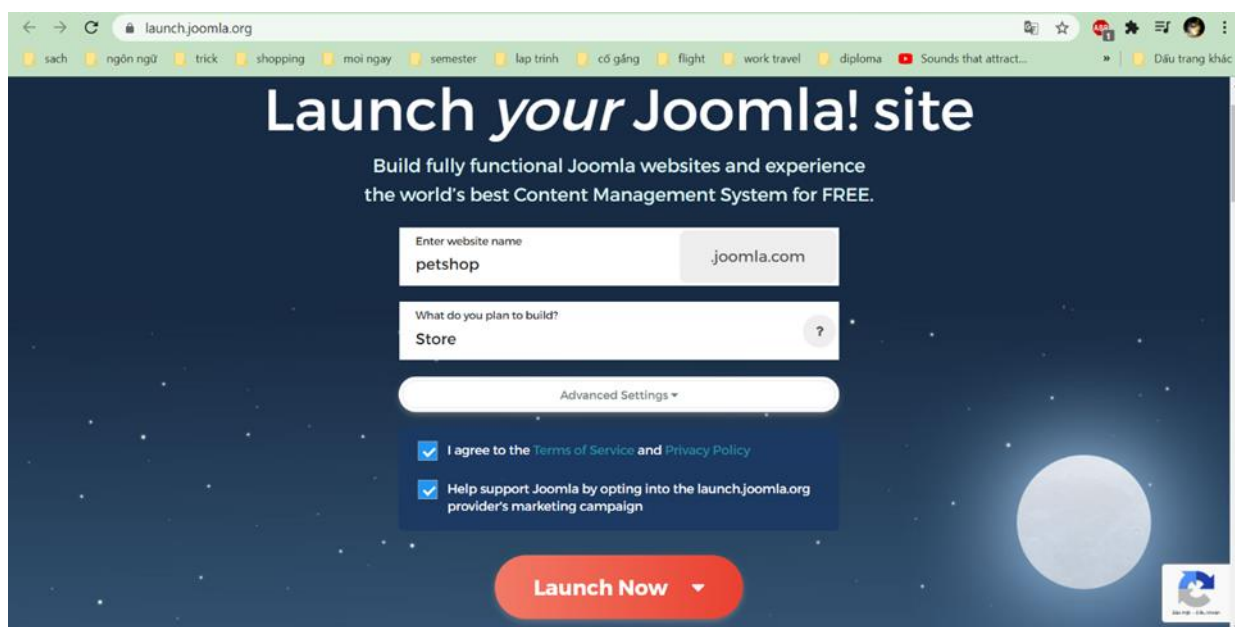 launch.joomla.org
sach ngôn ngữ trick shopping moi ngay semester lap trinh cố gắng flight work travel diploma Sounds that attract... » Dấu trang khác
Launch your Joomla! site
Build fully functional Joomla websites and experience
the world's best Content Management System for FREE.
Enter website name
petshop .joomla.com
What do you plan to build?
Store ?
Advanced Settings
I agree to the Terms of Service and Privacy Policy
Help support Joomla by opting into the launch.joomla.org
provider's marketing campaign
Launch Now